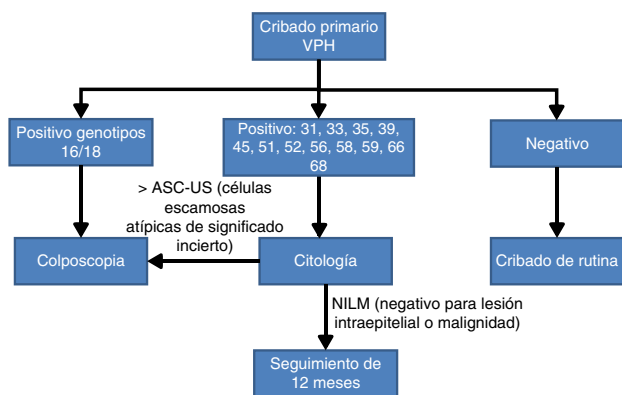 Cribado primario
VPH
Positivo genotipos
16/18
Positivo: 31, 33, 35, 39,
45, 51, 52, 56, 58, 59, 66
68
Negativo
> ASC-US (células
escamosas
atípicas de significado
incierto)
Colposcopia
Citología
Cribado de rutina
NILM (negativo para lesión
intraepitelial o malignidad)
Seguimiento de
12 meses